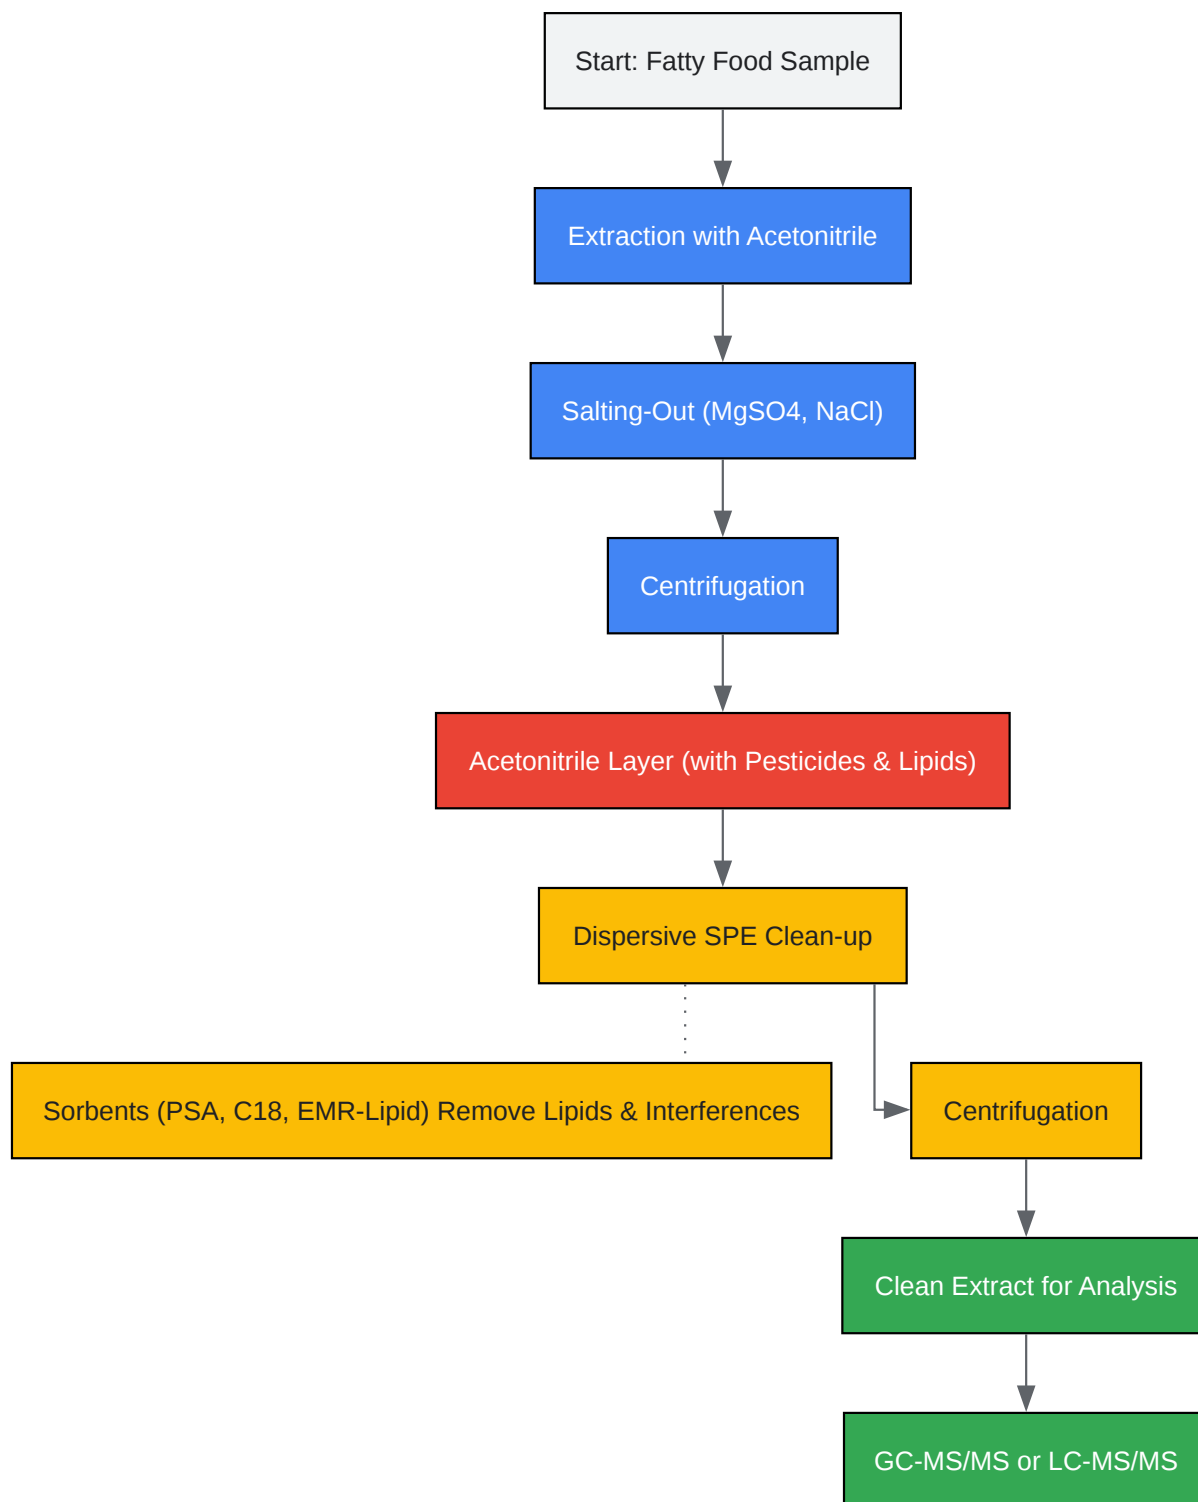 Start: Fatty Food Sample
Extraction with Acetonitrile
Salting-Out (MgSO4, NaCl)
Centrifugation
Acetonitrile Layer (with Pesticides & Lipids)
Dispersive SPE Clean-up
Sorbents (PSA, C18, EMR-Lipid) Remove Lipids & Interferences
Centrifugation
Clean Extract for Analysis
GC-MS/MS or LC-MS/MS